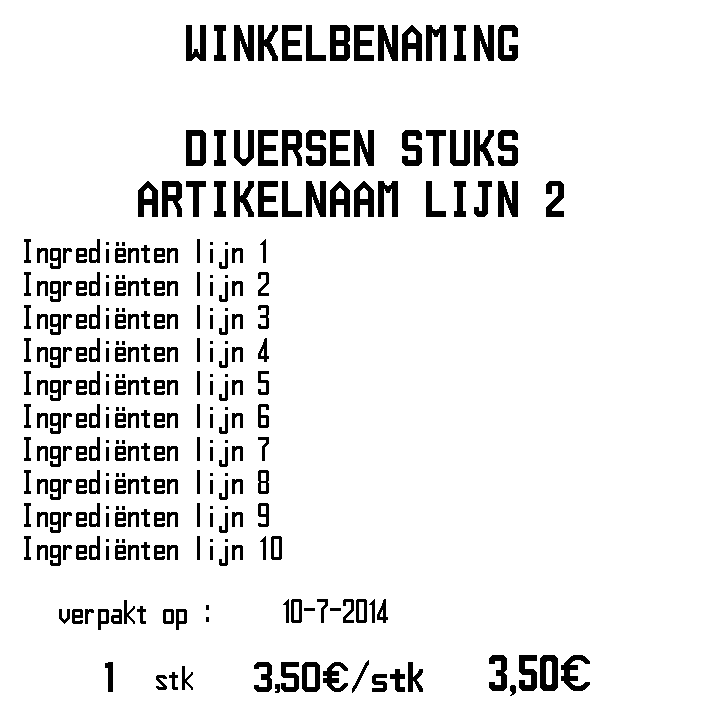 WINKELBENAMING
DIVERSEN STUKS
ARTIKELNAAM LIJN 2
Ingrediënten lijn 1
Ingrediënten lijn 2
Ingrediënten lijn 3
Ingrediënten lijn 4
Ingrediënten lijn 5
Ingrediënten lijn 6
Ingrediënten lijn 7
Ingrediënten lijn 8
Ingrediënten lijn 9
Ingrediënten lijn 10
verpakt op : 10-7-2014
1 stk 3,50€/stk 3,50€